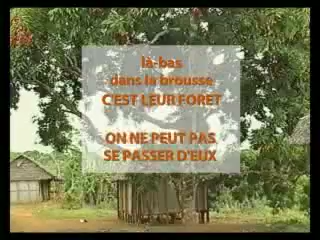 là-bas
dans la brousse
C'EST LEUR FORET
ON NE PEUT PAS
SE PASSER D'EUX